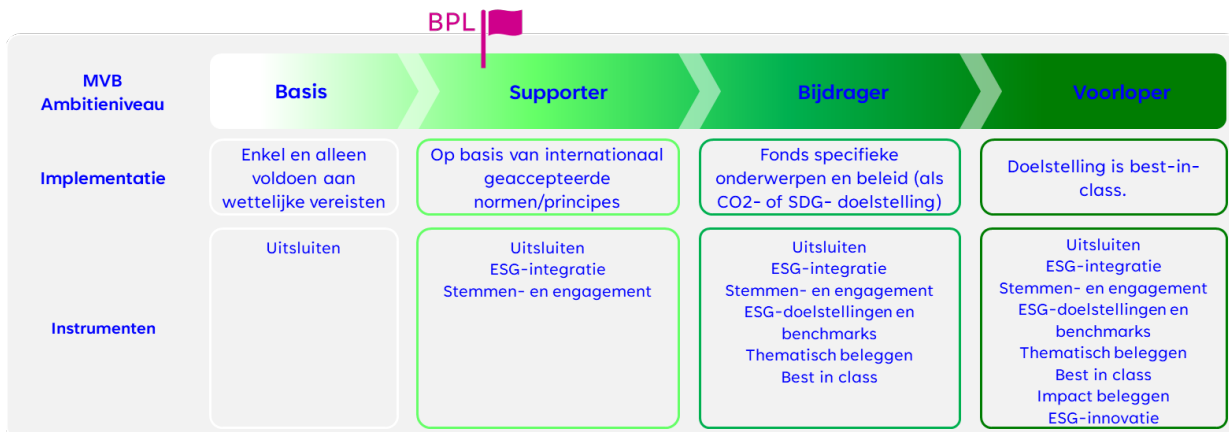 BPL
MVB
Ambitieniveau
Basis
Supporter
Bijdrager
Voorloper
Implementatie
Enkel en alleen
voldoen aan
wettelijke vereisten
Op basis van internationaal
geaccepteerde
normen/principes
Fonds specifieke
onderwerpen en beleid (als
CO2- of SDG- doelstelling)
Doelstelling is best-in-
class.
Instrumenten
Uitsluiten
Uitsluiten
ESG-integratie
Stemmen- en engagement
Uitsluiten
ESG-integratie
Stemmen- en engagement
ESG-doelstellingen en
benchmarks
Thematisch beleggen
Best in class
Uitsluiten
ESG-integratie
Stemmen- en engagement
ESG-doelstellingen en
benchmarks
Thematisch beleggen
Best in class
Impact beleggen
ESG-innovatie